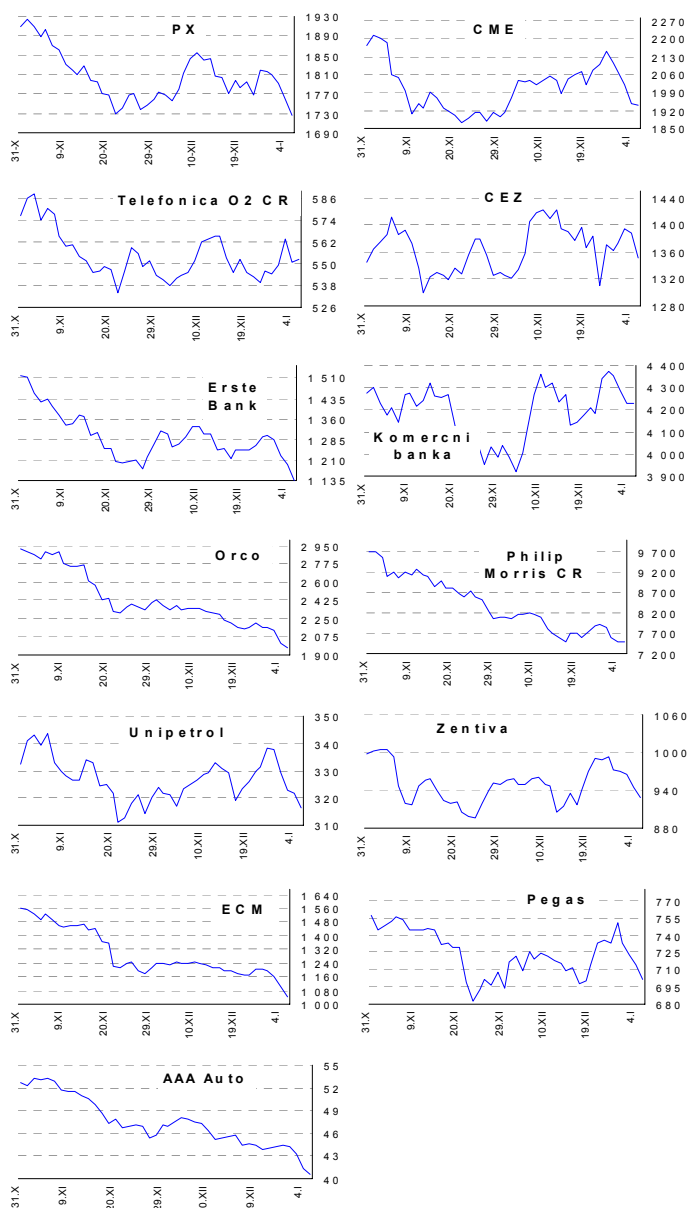 PX
1930
1850
1810
1770
1730
1690
31-X
9.XI
20-XI
29-XI
10.XII
19.XII
4.I
CME
2270
2200
2130
2060
1990
1920
1850
31.X
9.XI
20.XI
29.XI
10.XII
19.XII
4.I
Telefonica O2 CR
586
574
562
550
538
526
31.X
9.XI
20.XI
29.XI
10.XII
19.XII
4.I
CEZ
1440
1400
1360
1320
1280
31.X
9.XI
20.XI
29.XI
10.XII
19.XII
4.I
Erste
Bank
1 510
1 435
1 360
1 285
1 210
1 135
31.X
9.XI
20.XI
29.XI
10.XII
19.XII
4.I
Komercni
banka
4 400
4 300
4 200
4 100
4 000
3 900
31.X
9.XI
20.XI
29.XI
10.XII
19.XII
4.I
Orco
2 950
2 775
2 600
2 425
2 250
2 075
1 900
31.X
9.XI
20.XI
29.XI
10.XII
19.XII
4.I
Philip
Morris CR
9 700
9 200
8 700
8 200
7 700
7 200
31.X
9.XI
20.XI
29.XI
10.XII
19.XII
4.I
Unipetrol
350
340
330
320
310
31.X
9.XI
20.XI
29.XI
10.XII
19.XII
4.I
Zentiva
1060
1000
940
880
31.X
9.XI
20.XI
29.XI
10.XII
19.XII
4.I
ECM
1 640
1 560
1 480
1 400
1 320
1 240
1 160
1 080
1 000
31.X
9.XI
20.XI
29.XI
10.XII
19.XII
4.I
Pegas
770
755
740
725
710
695
680
31.X
9.XI
20.XI
29.XI
10.XII
19.XII
4.I
AAA Auto
55
52
49
46
43
40
31.X
9.XI
20.XI
29.XI
0.XII
9.XII
4.I